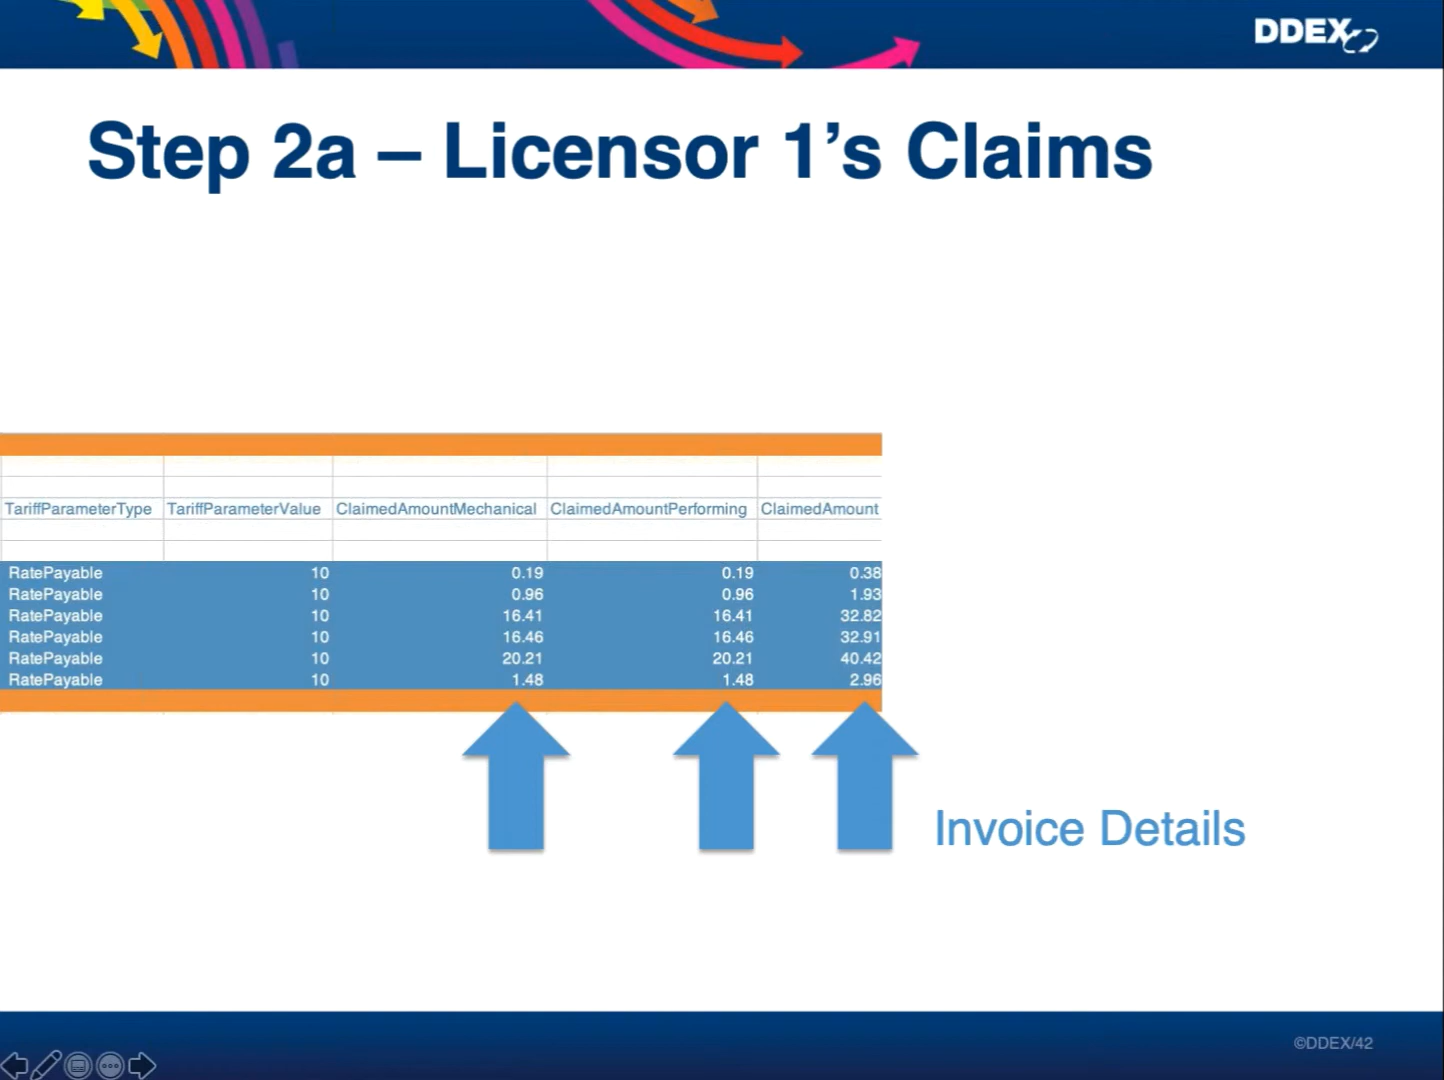 DDEX
Step 2a – Licensor 1’s Claims
TariffParameterType TariffParameterValue ClaimedAmountMechanical ClaimedAmountPerforming ClaimedAmount
RatePayable 10 0.19 0.19 0.38
RatePayable 10 0.96 0.96 1.93
RatePayable 10 16.41 16.41 32.82
RatePayable 10 16.46 16.46 32.91
RatePayable 10 20.21 20.21 40.42
RatePayable 10 1.48 1.48 2.96
Invoice Details
©DDEX/42